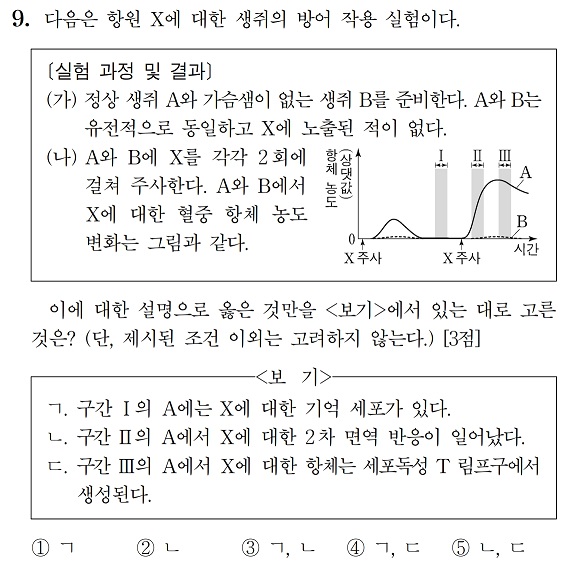 9. 다음은 항원 X에 대한 생쥐의 방어 작용 실험이다.
〔실험 과정 및 결과〕
(가) 정상 생쥐 A와 가슴샘이 없는 생쥐 B를 준비한다. A와 B는
유전적으로 동일하고 X에 노출된 적이 없다.
(나) A와 B에 X를 각각 2회에
걸쳐 주사한다. A와 B에서
X에 대한 혈중 항체 농도
변화는 그림과 같다.
항체 농도 (상댓값)
Ⅰ Ⅱ Ⅲ
A
B
0
시간
X 주사 X 주사
이에 대한 설명으로 옳은 것만을 <보기>에서 있는 대로 고른
것은? (단, 제시된 조건 이외는 고려하지 않는다.) [3점]
<보 기>
ㄱ. 구간 Ⅰ의 A에는 X에 대한 기억 세포가 있다.
ㄴ. 구간 Ⅱ의 A에서 X에 대한 2차 면역 반응이 일어났다.
ㄷ. 구간 Ⅲ의 A에서 X에 대한 항체는 세포독성 T 림프구에서
생성된다.
① ㄱ ② ㄴ ③ ㄱ, ㄴ ④ ㄱ, ㄷ ⑤ ㄴ, ㄷ